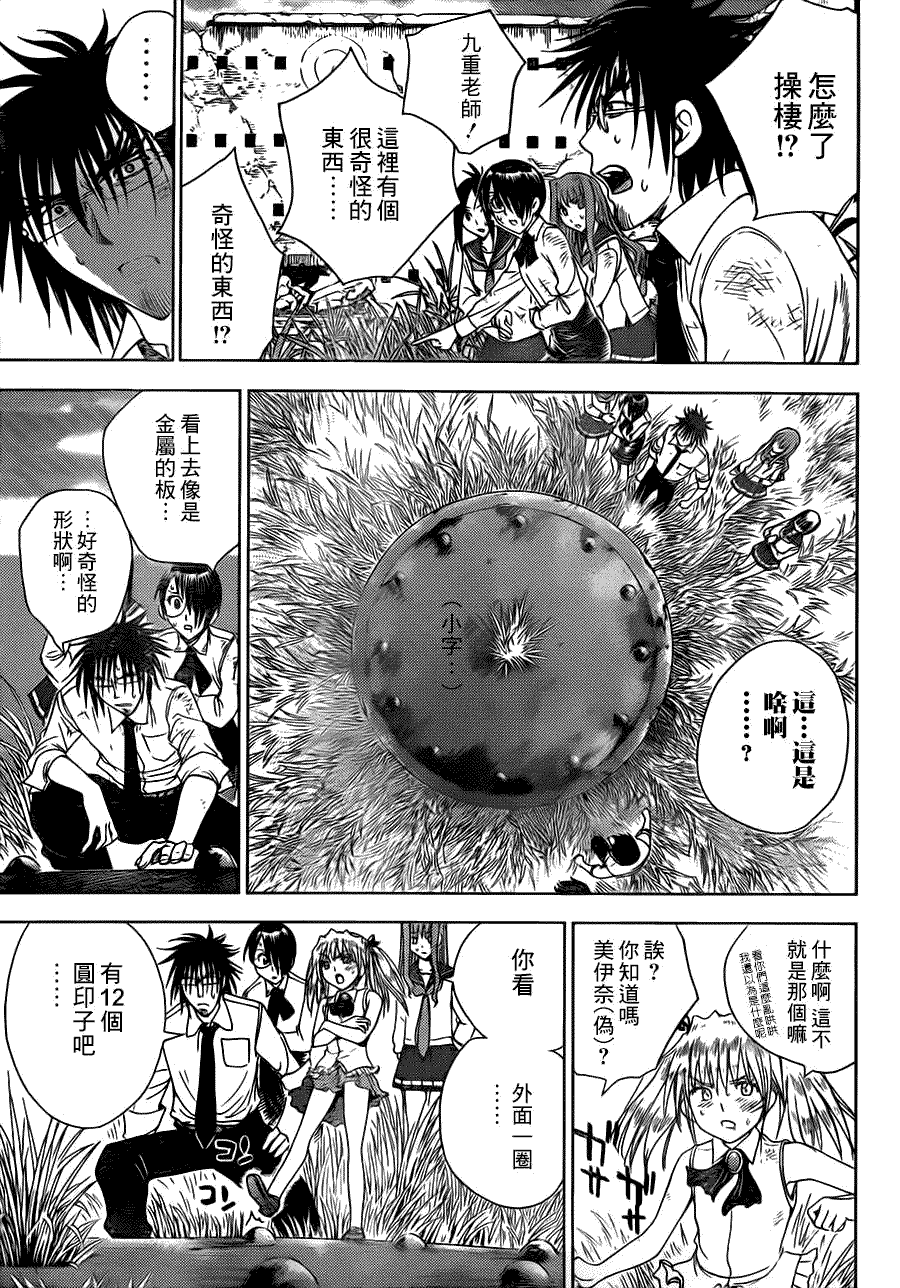 怎麼了
操棲!?
九重老師!
這裡有個
很奇怪的
東西……
奇怪的東西!?
……
這…這是
啥啊
……?
(小字…)
看上去像是
金屬的板…
…好奇怪的
形狀啊…
什麼啊 這不
就是那個嘛
看你們這麼亂哄哄
我還以為是什麼呢
誒?
你知道嗎
美伊奈(偽)?
你看
外面一圈
……
有12個
圓印子吧
……
コン
コン